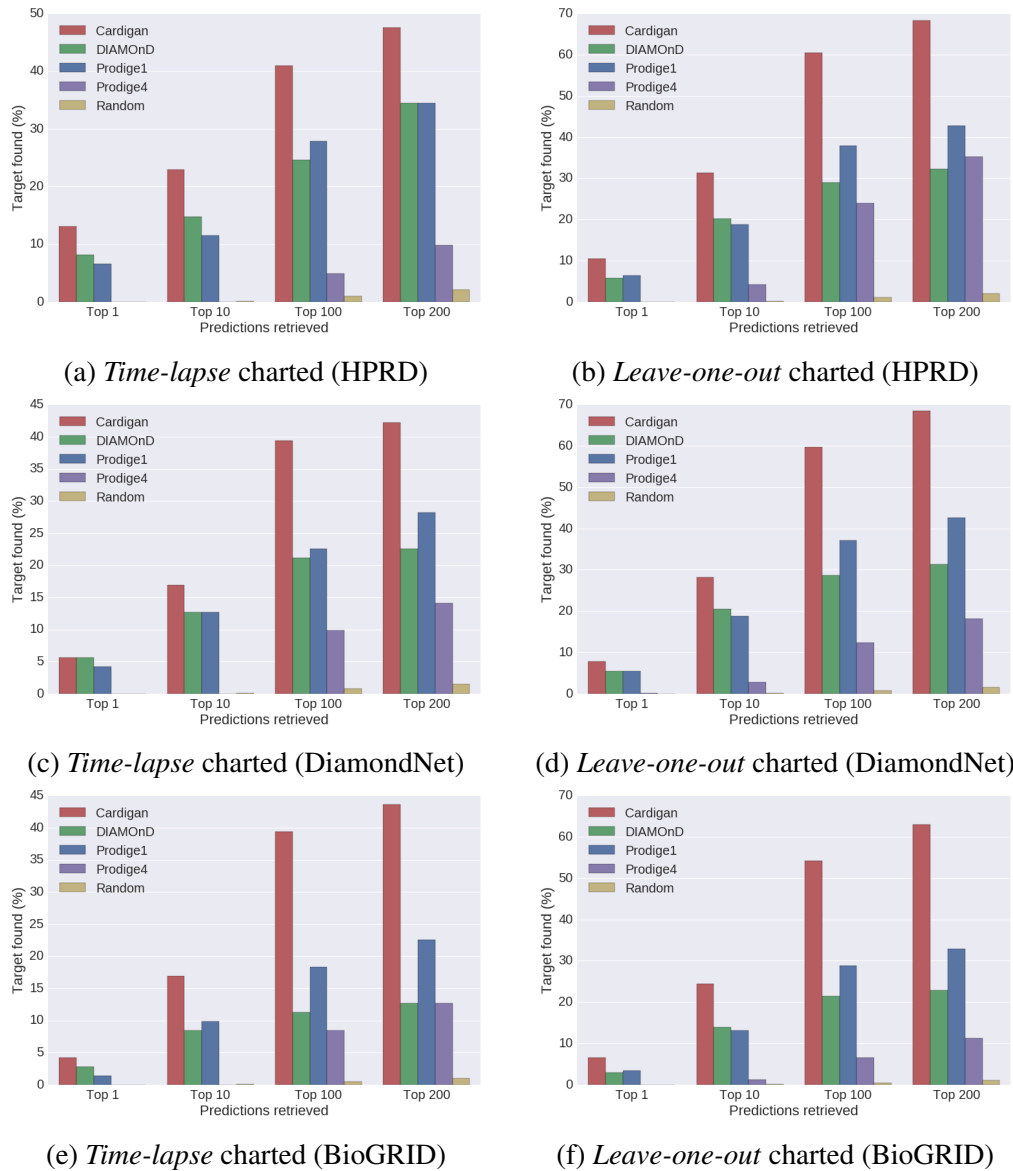 50
40
30
20
10
0
Target found (%)
Cardigan
DIAMOnD
Prodige1
Prodige4
Random
Top 1 Top 10 Top 100 Top 200
Predictions retrieved
(a) Time-lapse charted (HPRD)
70
60
50
40
30
20
10
0
Target found (%)
Cardigan
DIAMOnD
Prodige1
Prodige4
Random
Top 1 Top 10 Top 100 Top 200
Predictions retrieved
(b) Leave-one-out charted (HPRD)
45
40
35
30
25
20
15
10
5
0
Target found (%)
Cardigan
DIAMOnD
Prodige1
Prodige4
Random
Top 1 Top 10 Top 100 Top 200
Predictions retrieved
(c) Time-lapse charted (DiamondNet)
70
60
50
40
30
20
10
0
Target found (%)
Cardigan
DIAMOnD
Prodige1
Prodige4
Random
Top 1 Top 10 Top 100 Top 200
Predictions retrieved
(d) Leave-one-out charted (DiamondNet)
45
40
35
30
25
20
15
10
5
0
Target found (%)
Cardigan
DIAMOnD
Prodige1
Prodige4
Random
Top 1 Top 10 Top 100 Top 200
Predictions retrieved
(e) Time-lapse charted (BioGRID)
70
60
50
40
30
20
10
0
Target found (%)
Cardigan
DIAMOnD
Prodige1
Prodige4
Random
Top 1 Top 10 Top 100 Top 200
Predictions retrieved
(f) Leave-one-out charted (BioGRID)